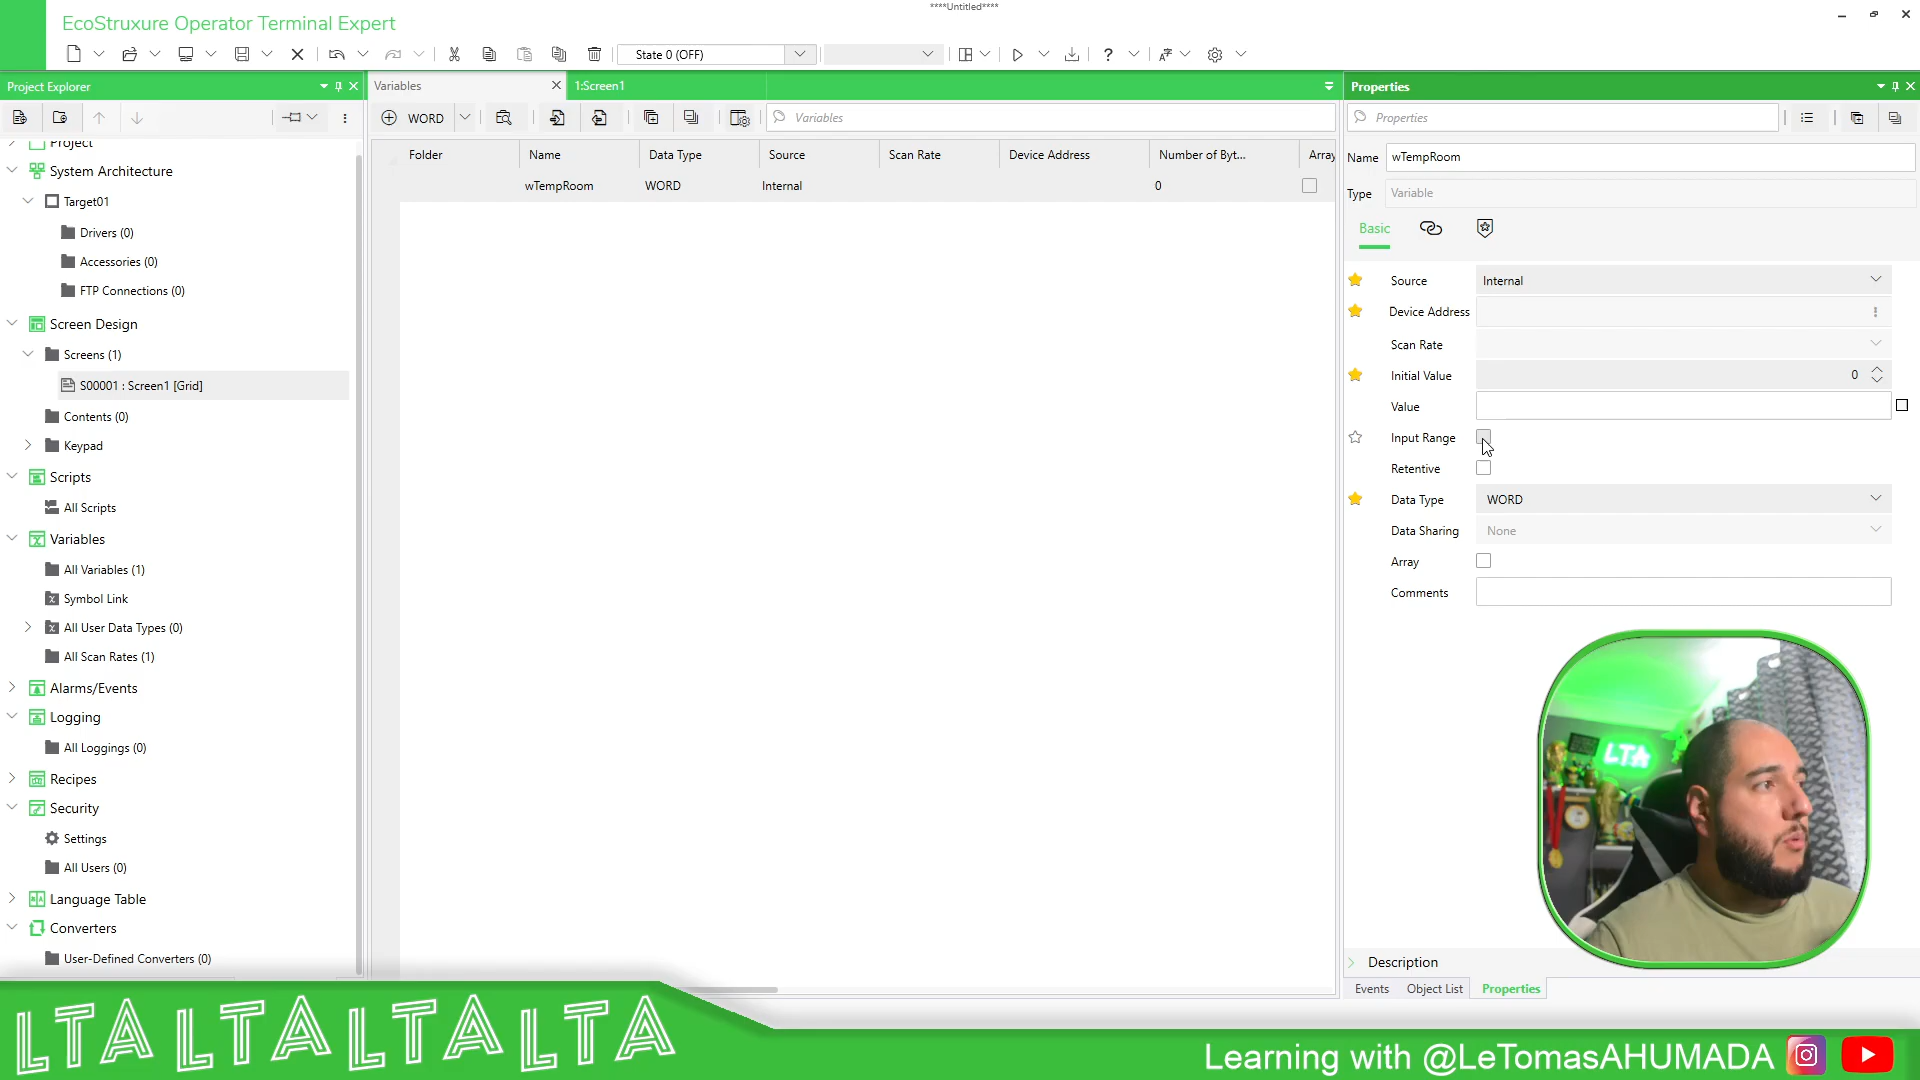 ****Untitled****
EcoStruxure Operator Terminal Expert
State 0 (OFF)
Project Explorer
Variables
1:Screen1
Properties
WORD
Variables
Properties
Project
System Architecture
Target01
Drivers (0)
Accessories (0)
FTP Connections (0)
Screen Design
Screens (1)
S00001 : Screen1 [Grid]
Contents (0)
Keypad
Scripts
All Scripts
Variables
All Variables (1)
Symbol Link
All User Data Types (0)
All Scan Rates (1)
Alarms/Events
Logging
All Loggings (0)
Recipes
Security
Settings
All Users (0)
Language Table
Converters
User-Defined Converters (0)
Folder Name Data Type Source Scan Rate Device Address Number of Byt... Array
wTempRoom WORD Internal 0
Name wTempRoom
Type Variable
Basic
Source Internal
Device Address
Scan Rate
Initial Value 0
Value
Input Range
Retentive
Data Type WORD
Data Sharing None
Array
Comments
LTA
Description
Events Object List Properties
LTALTALTALTA
Learning with @LeTomasAHUMADA